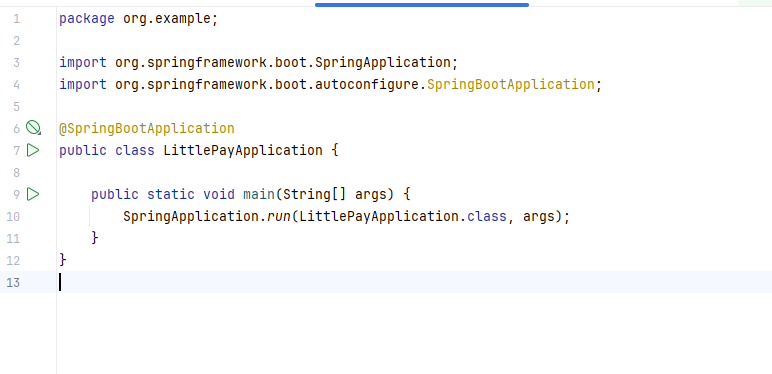 1 package org.example;
2
3 import org.springframework.boot.SpringApplication;
4 import org.springframework.boot.autoconfigure.SpringBootApplication;
5
6 @SpringBootApplication
7 public class LittlePayApplication {
8
9     public static void main(String[] args) {
10         SpringApplication.run(LittlePayApplication.class, args);
11     }
12 }
13